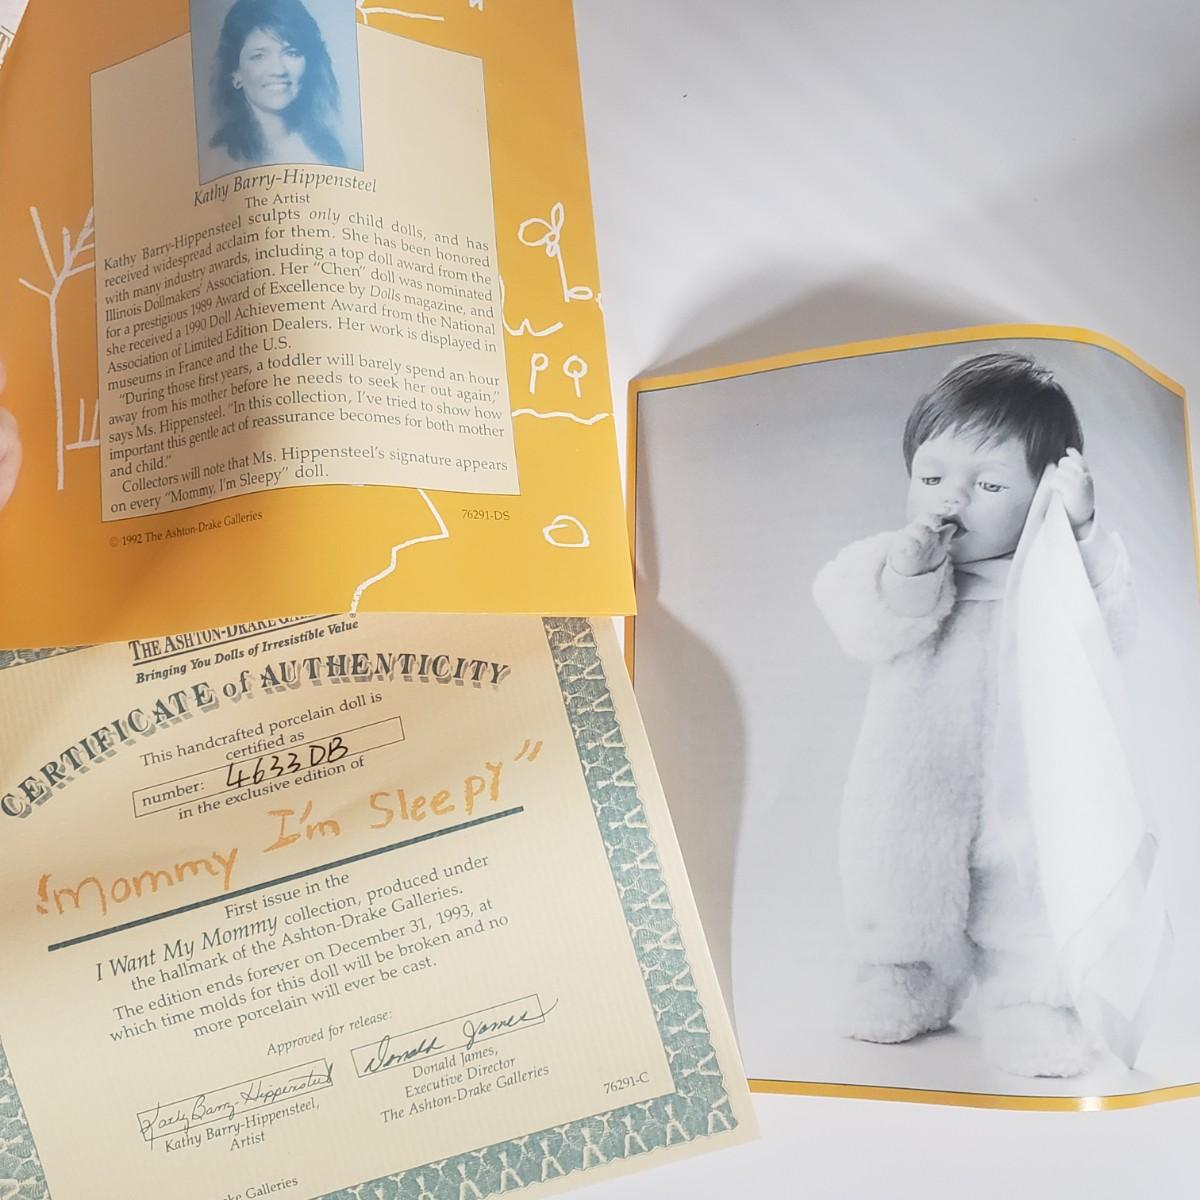 Kathy Barry-Hippensteel
The Artist
Kathy Barry-Hippensteel sculpts only child dolls, and has
received widespread acclaim for them. She has been honored
with many industry awards, including a top doll award from the
Illinois Dollmakers' Association. Her "Chen" doll was nominated
for a prestigious 1989 Award of Excellence by Dolls magazine, and
she received a 1990 Doll Achievement Award from the National
Association of Limited Edition Dealers. Her work is displayed in
museums in France and the U.S.
"During those first years, a toddler will barely spend an hour
away from his mother before he needs to seek her out again,"
says Ms. Hippensteel. "In this collection, I've tried to show how
important this gentle act of reassurance becomes for both mother
and child."
Collectors will note that Ms. Hippensteel's signature appears
on every "Mommy, I'm Sleepy" doll.
© 1992 The Ashton-Drake Galleries
76291-DS
THE ASHTON-DRAKE
Bringing You Dolls of Irresistible Value
CERTIFICATE of AUTHENTICITY
This handcrafted porcelain doll is
certified as
number: 4633DB
in the exclusive edition of
"Mommy I'm Sleepy"
First issue in the
I Want My Mommy collection, produced under
the hallmark of the Ashton-Drake Galleries.
The edition ends forever on December 31, 1993, at
which time molds for this doll will be broken and no
more porcelain will ever be cast.
Approved for release:
Kathy Barry-Hippensteel
Donald James
Kathy Barry-Hippensteel,
Artist
Donald James,
Executive Director
The Ashton-Drake Galleries
76291-C
Galleries